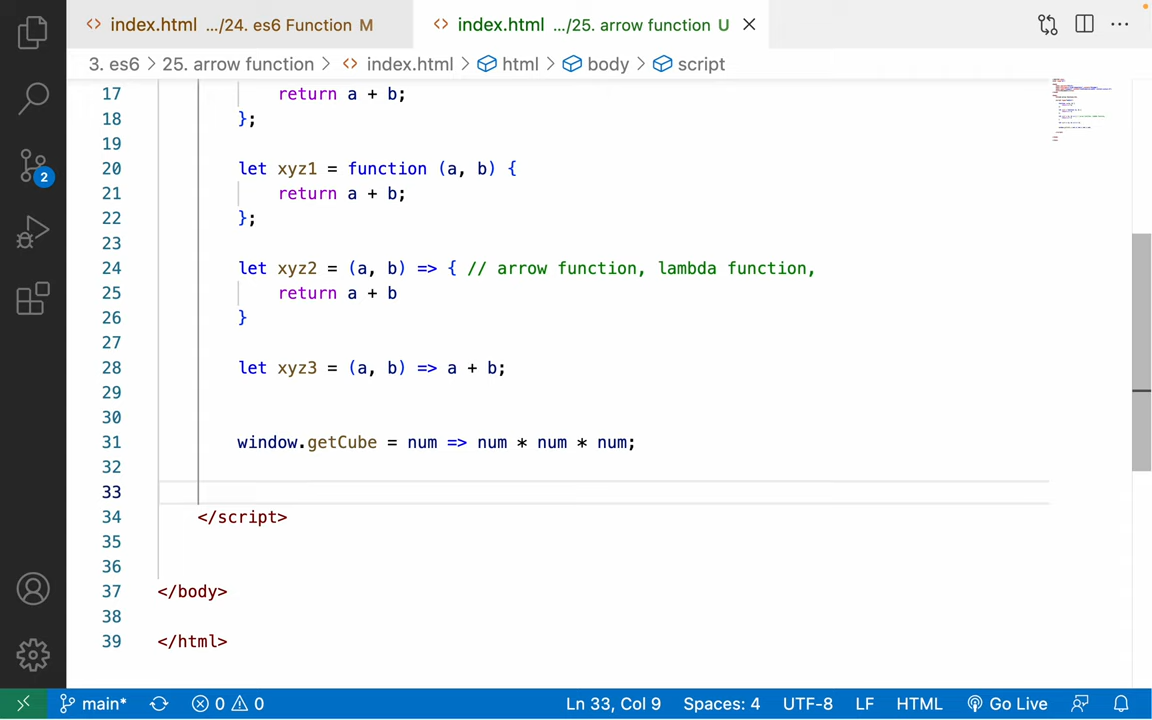 index.html .../24. es6 Function M
index.html .../25. arrow function U
3. es6 > 25. arrow function > index.html > html > body > script
17 return a + b;
18 };
19
20 let xyz1 = function (a, b) {
21 return a + b;
22 };
23
24 let xyz2 = (a, b) => { // arrow function, lambda function,
25 return a + b
26 }
27
28 let xyz3 = (a, b) => a + b;
29
30
31 window.getCube = num => num * num * num;
32
33
34 </script>
35
36
37 </body>
38
39 </html>
2
main* 0 0 Ln 33, Col 9 Spaces: 4 UTF-8 LF HTML Go Live